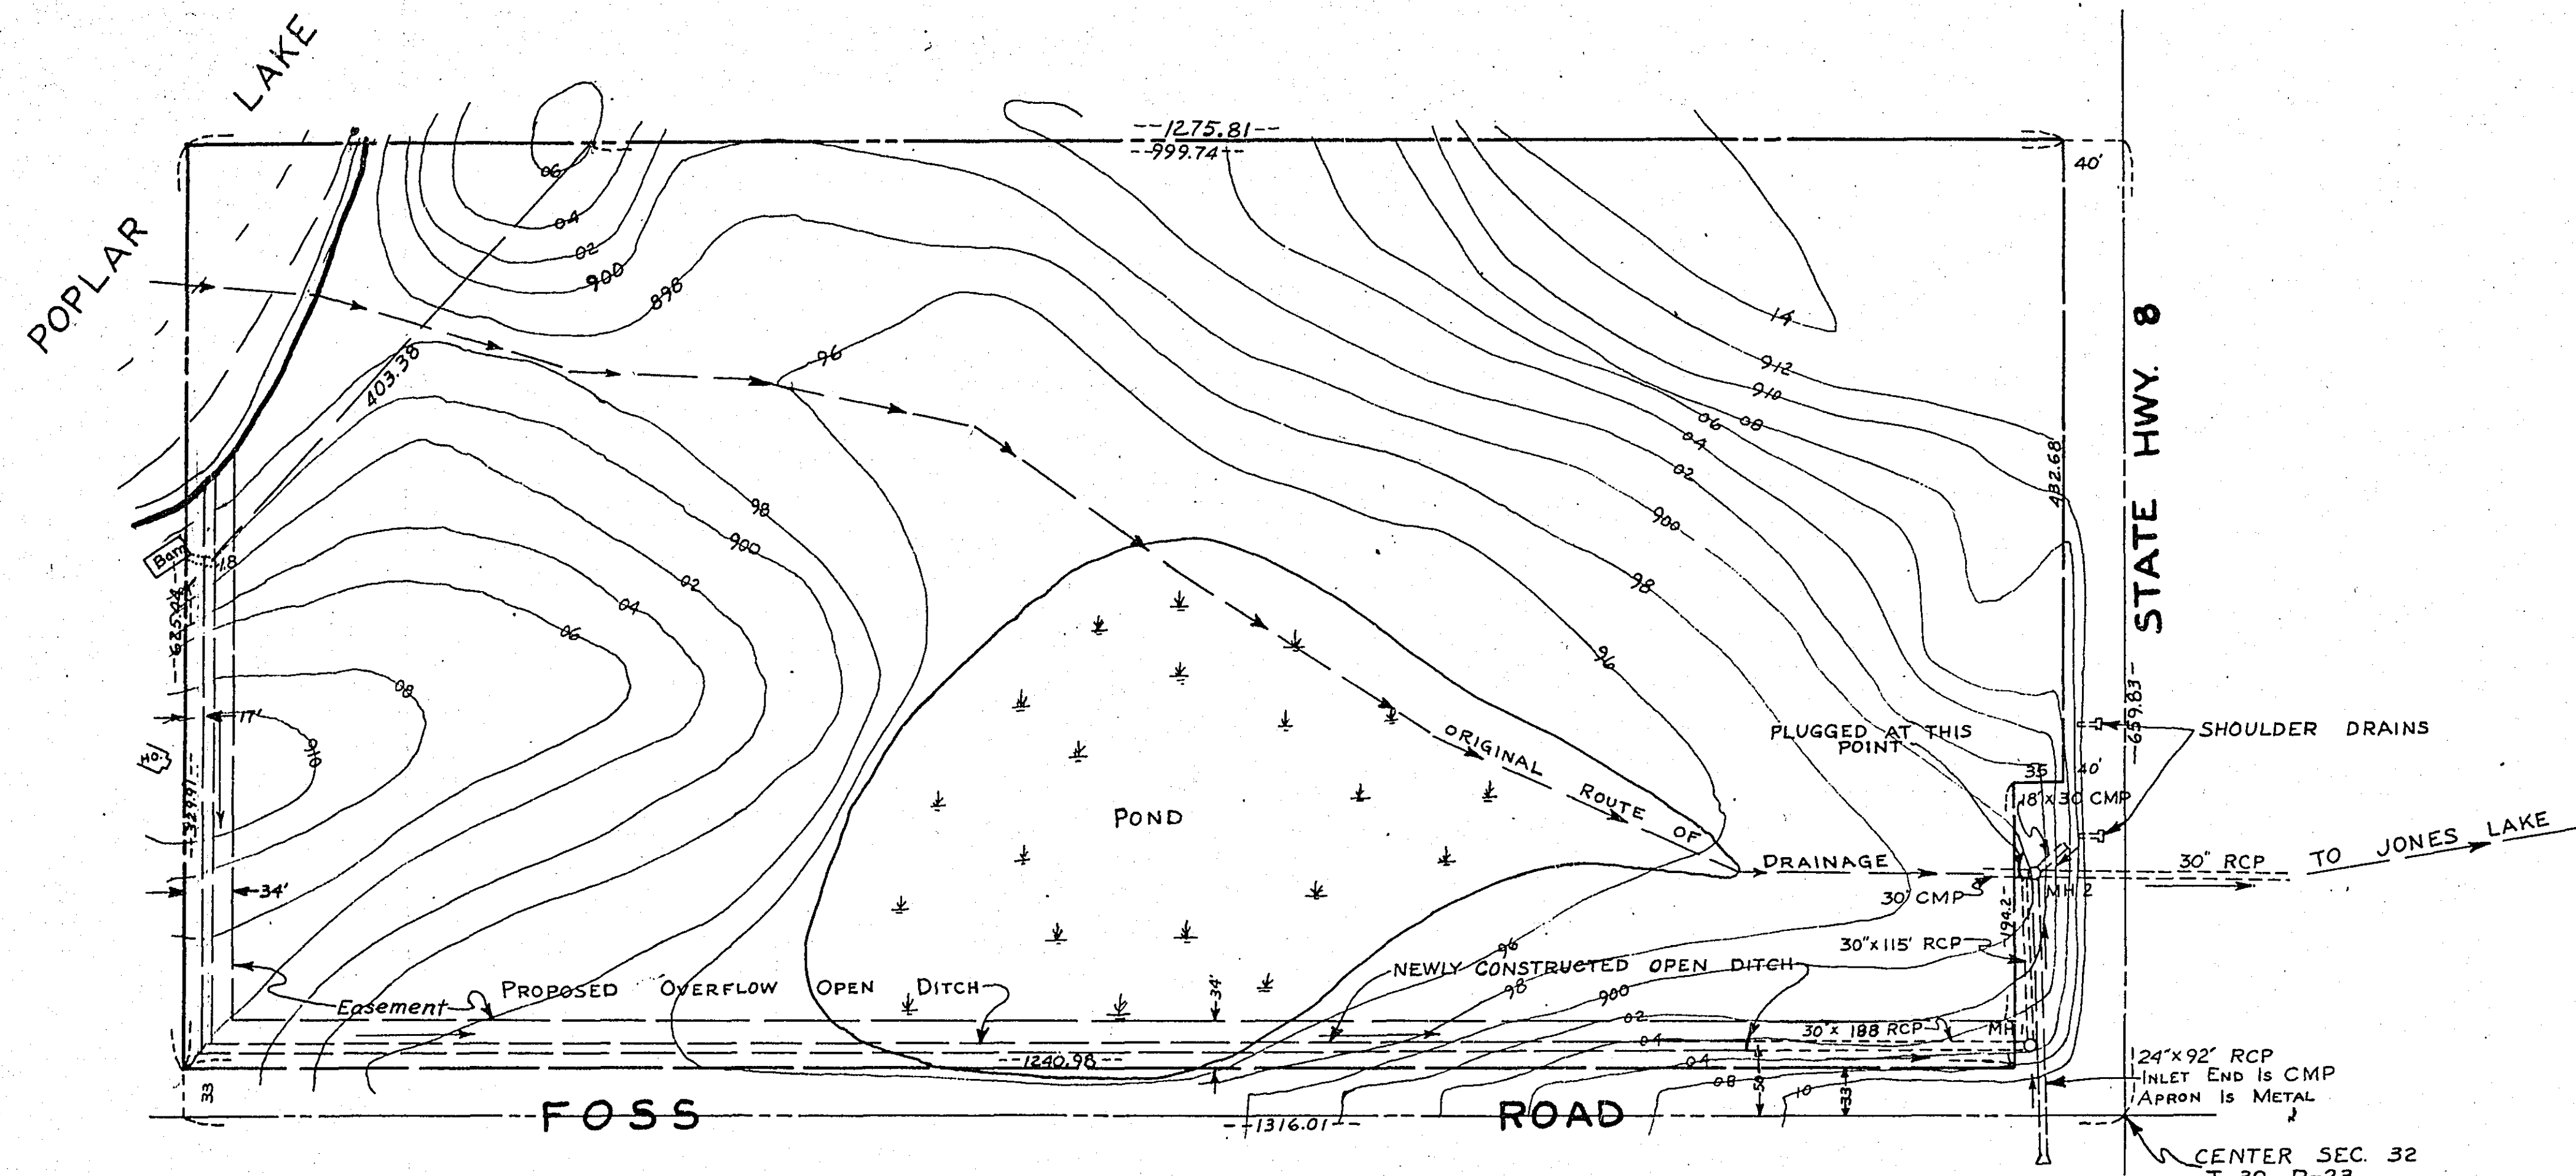 LAKE
POPLAR
--1275.81--
--999.74--
40'
06
04
02
900
898
96
403.38
14
912
910
08
06
04
02
900
98
96
432.68
STATE HWY. 8
98
900
02
04
06
08
910
Barn
18
17'
Ho.
--329.91--
34'
--659.83--
SHOULDER DRAINS
PLUGGED AT THIS
POINT
35
40'
18"x30 CMP
POND
ORIGINAL ROUTE OF
DRAINAGE
30" RCP
TO JONES LAKE
30" CMP
MH 2
194.2
30"x115' RCP
96
NEWLY CONSTRUCTED OPEN DITCH
98
900
02
04
04
08
10
Easement
PROPOSED OVERFLOW OPEN DITCH
34'
30"x 188 RCP
MH
--1240.98--
50
33
33
24"x92' RCP
INLET END IS CMP
APRON IS METAL
FOSS ROAD
--1316.01--
CENTER SEC. 32